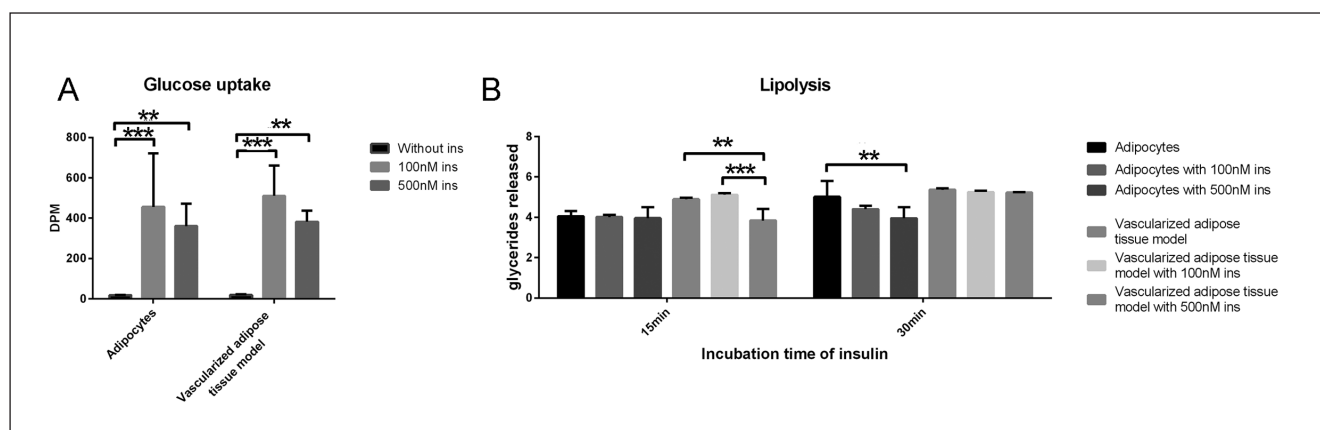 A
Glucose uptake
**
***
**
***
800
600
400
200
0
DPM
Adipocytes
Vascularized adipose
tissue model
Without ins
100nM ins
500nM ins
B
Lipolysis
**
***
**
8
6
4
2
0
glycerides released
15min
30min
Incubation time of insulin
Adipocytes
Adipocytes with 100nM ins
Adipocytes with 500nM ins
Vascularized adipose
tissue model
Vascularized adipose tissue
model with 100nM ins
Vascularized adipose tissue
model with 500nM ins